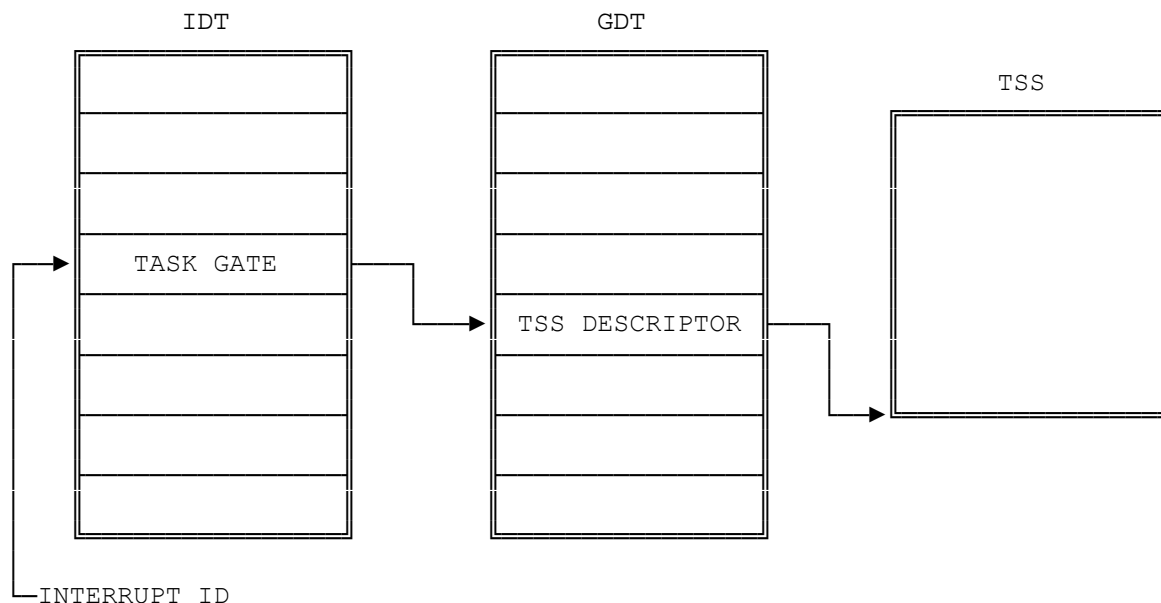 IDT
GDT
TSS
TASK GATE
TSS DESCRIPTOR
INTERRUPT ID